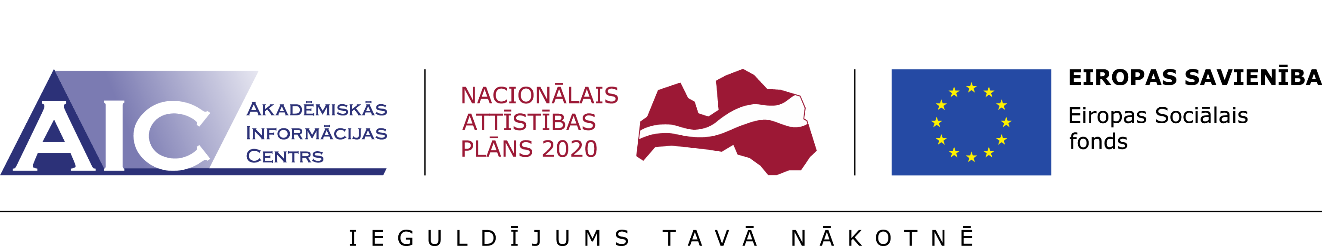 AIC
AKADĒMISKĀS
INFORMĀCIJAS
CENTRS
NACIONĀLAIS
ATTĪSTĪBAS
PLĀNS 2020
EIROPAS SAVIENĪBA
Eiropas Sociālais
fonds
IEGULDĪJUMS TAVĀ NĀKOTNĒ